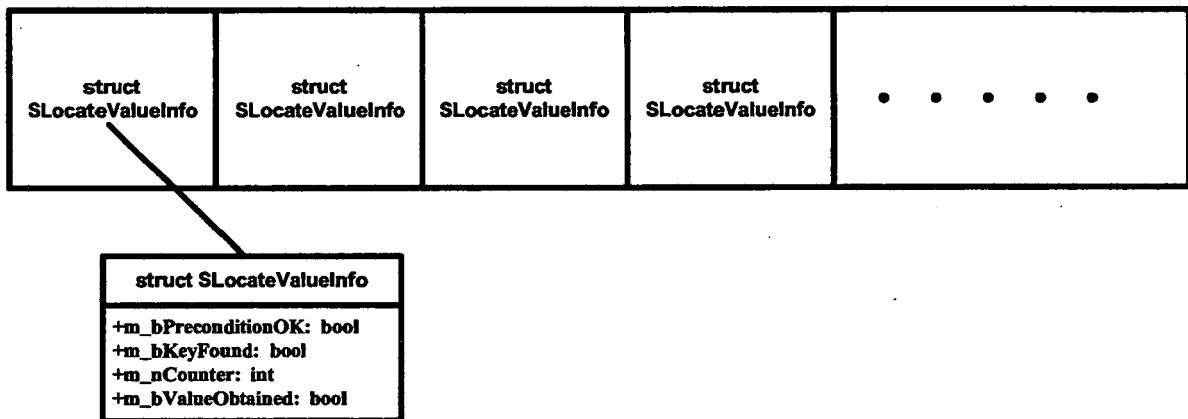 struct
SLocateValueInfo
struct
SLocateValueInfo
struct
SLocateValueInfo
struct
SLocateValueInfo
• • • • •
struct SLocateValueInfo
+m_bPreconditionOK: bool
+m_bKeyFound: bool
+m_nCounter: int
+m_bValueObtained: bool